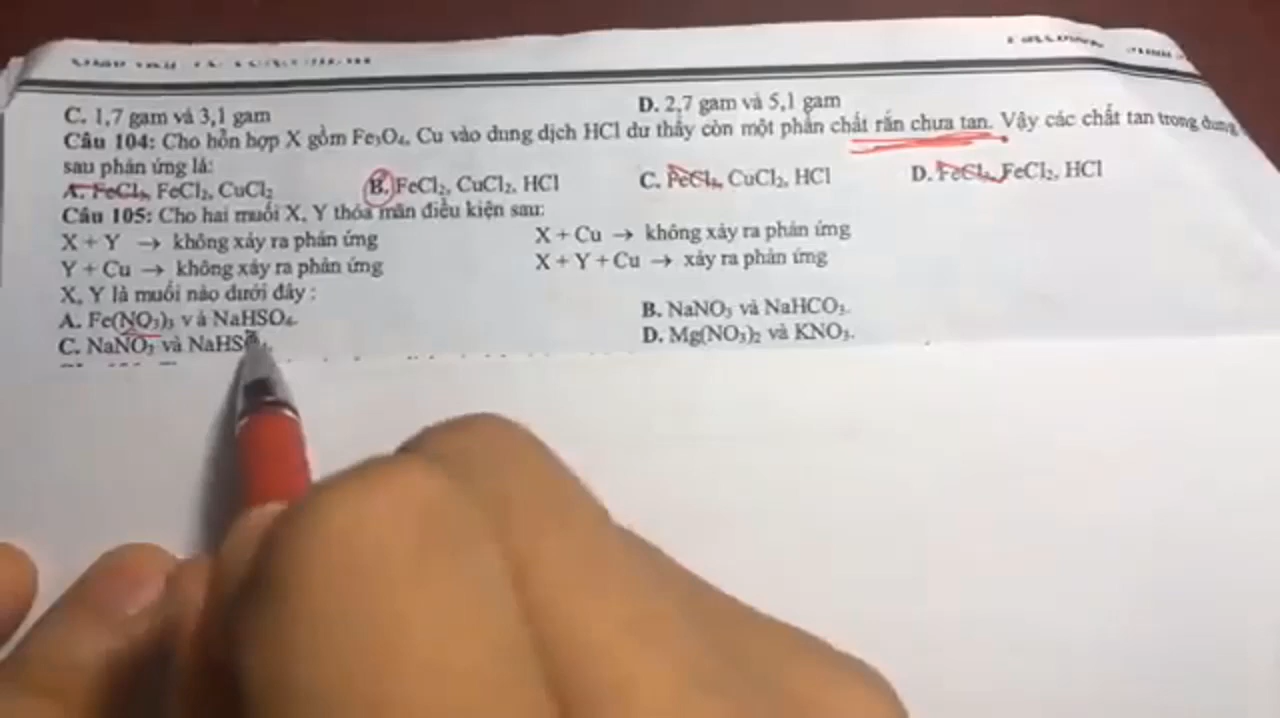 C. 1,7 gam và 3,1 gam D. 2,7 gam và 5,1 gam
Câu 104: Cho hỗn hợp X gồm Fe₃O₄, Cu vào dung dịch HCl dư thấy còn một phần chất rắn chưa tan. Vậy các chất tan trong dung
sau phản ứng là:
A. FeCl₃, FeCl₂, CuCl₂ B. FeCl₂, CuCl₂, HCl C. FeCl₃, CuCl₂, HCl D. FeCl₃, FeCl₂, HCl
Câu 105: Cho hai muối X, Y thỏa mãn điều kiện sau:
X + Y → không xảy ra phản ứng X + Cu → không xảy ra phản ứng
Y + Cu → không xảy ra phản ứng X + Y + Cu → xảy ra phản ứng
X, Y là muối nào dưới đây :
A. Fe(NO₃)₃ v à NaHSO₄. B. NaNO₃ và NaHCO₃.
C. NaNO₃ và D. Mg(NO₃)₂ và KNO₃.